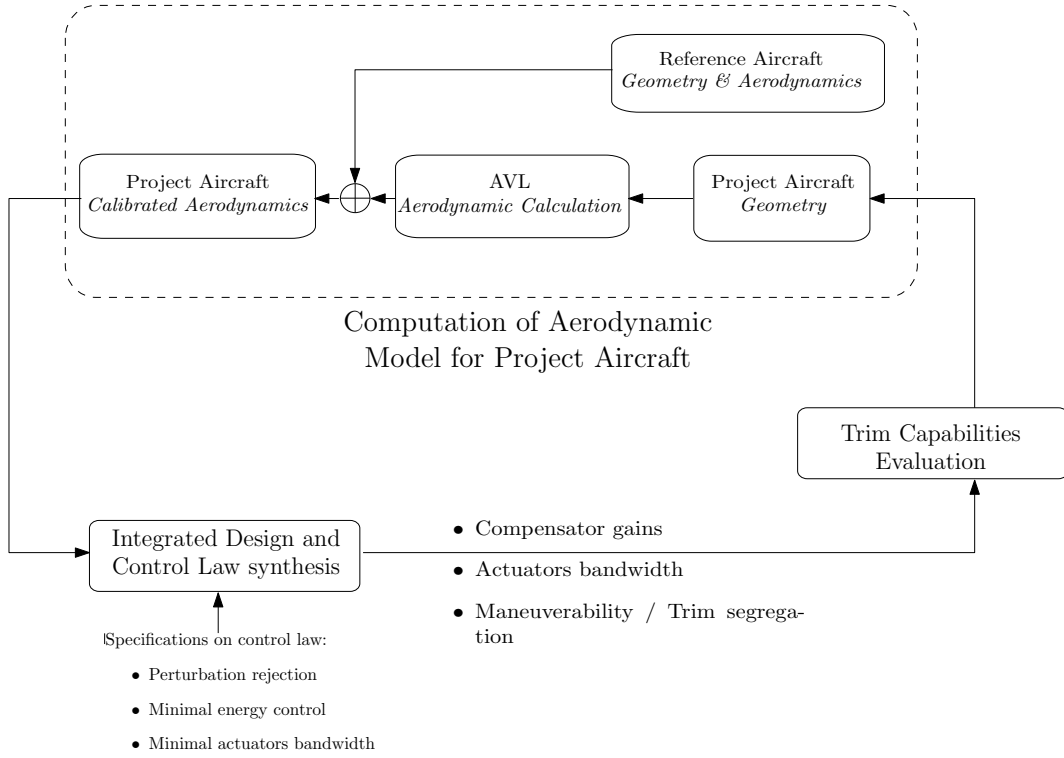 Reference Aircraft
Geometry & Aerodynamics
Project Aircraft
Calibrated Aerodynamics
AVL
Aerodynamic Calculation
Project Aircraft
Geometry
Computation of Aerodynamic
Model for Project Aircraft
Trim Capabilities
Evaluation
Integrated Design and
Control Law synthesis
• Compensator gains
• Actuators bandwidth
• Maneuverability / Trim segrega-
tion
Specifications on control law:
• Perturbation rejection
• Minimal energy control
• Minimal actuators bandwidth